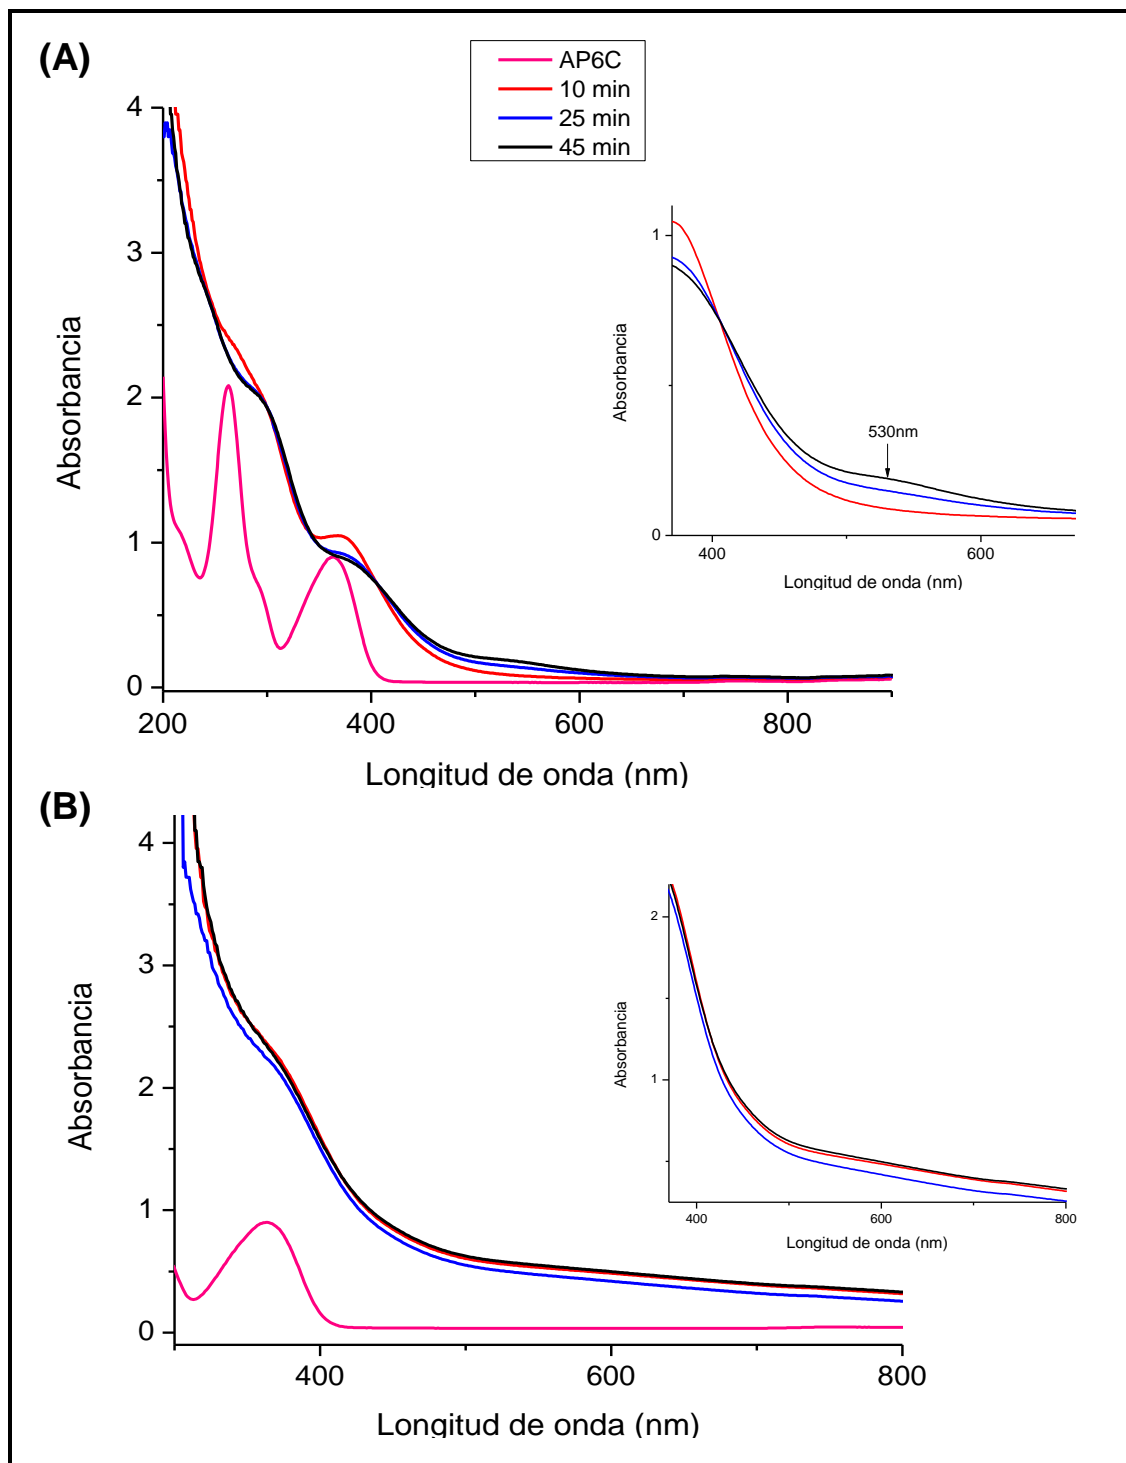 (A)
AP6C
10 min
25 min
45 min
4
3
2
1
0
200
400
600
800
Absorbancia
Longitud de onda (nm)
1
0
400
600
530nm
Absorbancia
Longitud de onda (nm)
(B)
4
3
2
1
0
400
600
800
Absorbancia
Longitud de onda (nm)
2
1
400
600
800
Absorbancia
Longitud de onda (nm)